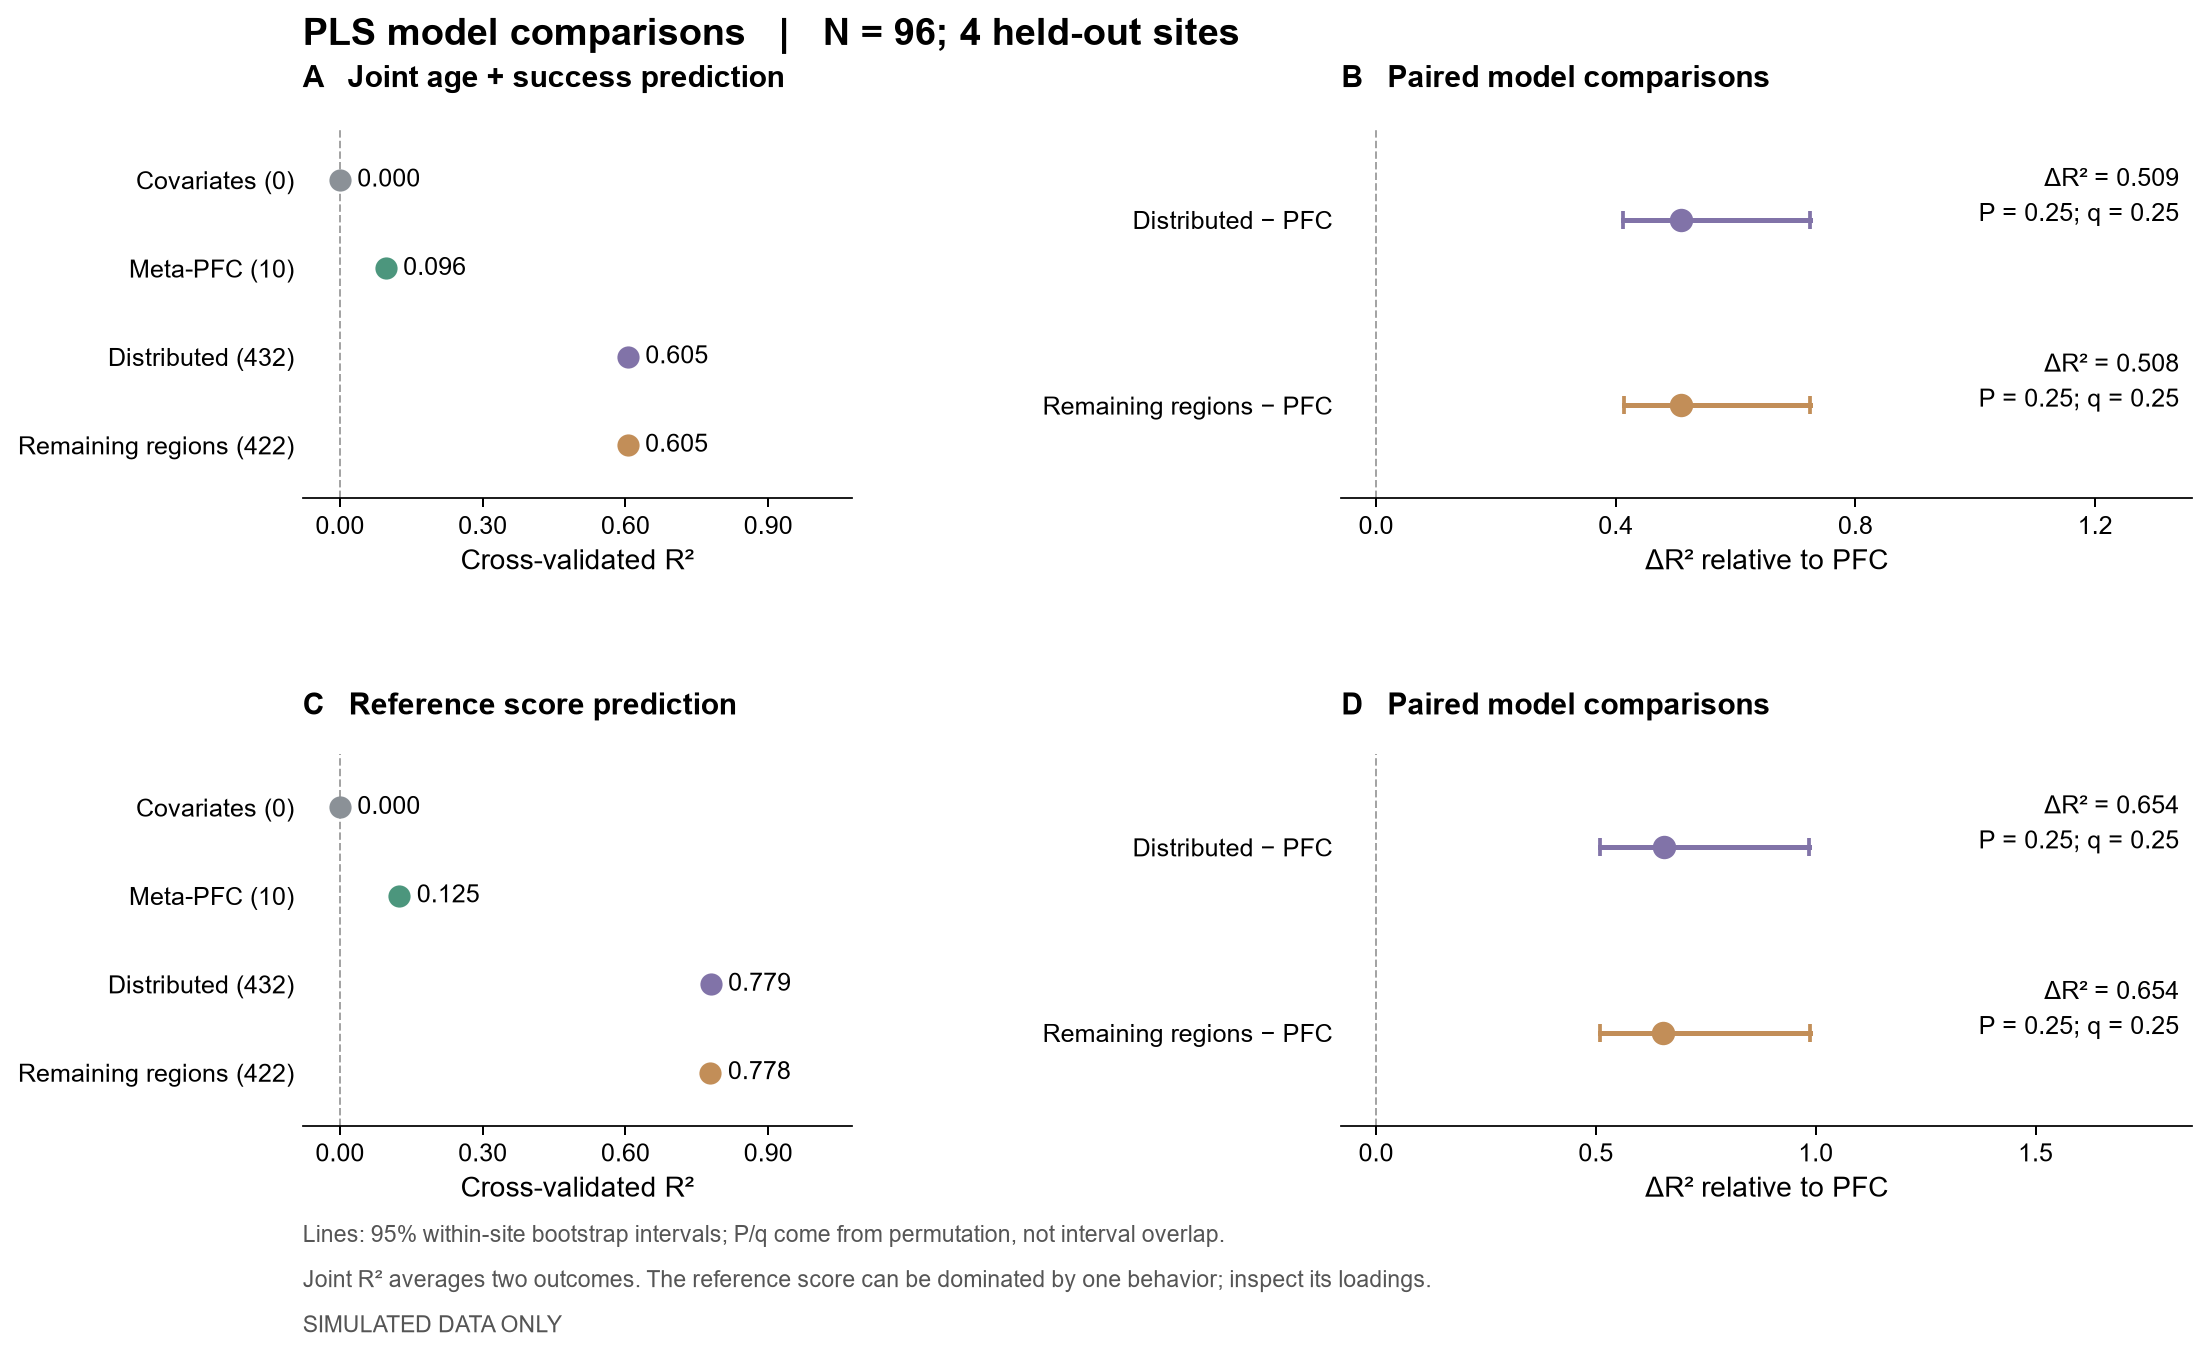 PLS model comparisons | N = 96; 4 held-out sites
A Joint age + success prediction
Covariates (0)
0.000
Meta-PFC (10)
0.096
Distributed (432)
0.605
Remaining regions (422)
0.605
0.00 0.30 0.60 0.90
Cross-validated R²
B Paired model comparisons
ΔR² = 0.509
P = 0.25; q = 0.25
Distributed − PFC
ΔR² = 0.508
P = 0.25; q = 0.25
Remaining regions − PFC
0.0 0.4 0.8 1.2
ΔR² relative to PFC
C Reference score prediction
Covariates (0)
0.000
Meta-PFC (10)
0.125
Distributed (432)
0.779
Remaining regions (422)
0.778
0.00 0.30 0.60 0.90
Cross-validated R²
D Paired model comparisons
ΔR² = 0.654
P = 0.25; q = 0.25
Distributed − PFC
ΔR² = 0.654
P = 0.25; q = 0.25
Remaining regions − PFC
0.0 0.5 1.0 1.5
ΔR² relative to PFC
Lines: 95% within-site bootstrap intervals; P/q come from permutation, not interval overlap.
Joint R² averages two outcomes. The reference score can be dominated by one behavior; inspect its loadings.
SIMULATED DATA ONLY